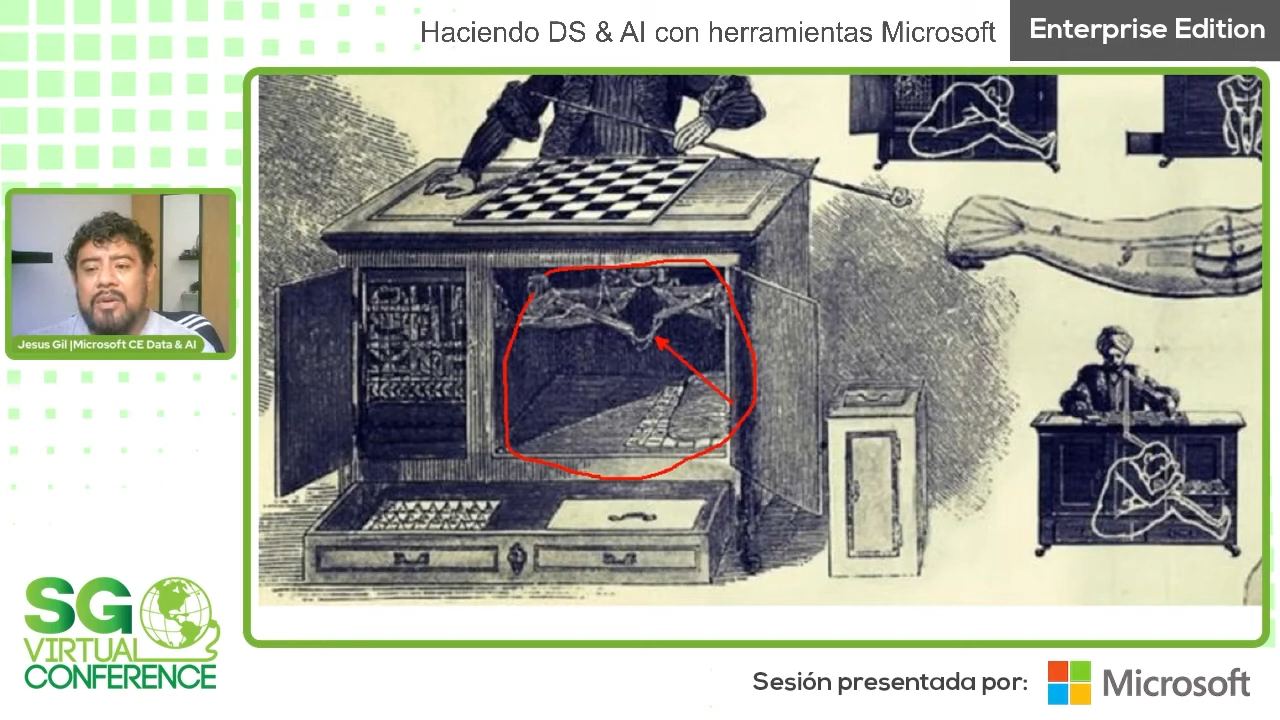 Haciendo DS & AI con herramientas Microsoft
Enterprise Edition
Jesus Gil |Microsoft CE Data & AI
SG
VIRTUAL
CONFERENCE
Sesión presentada por:
Microsoft